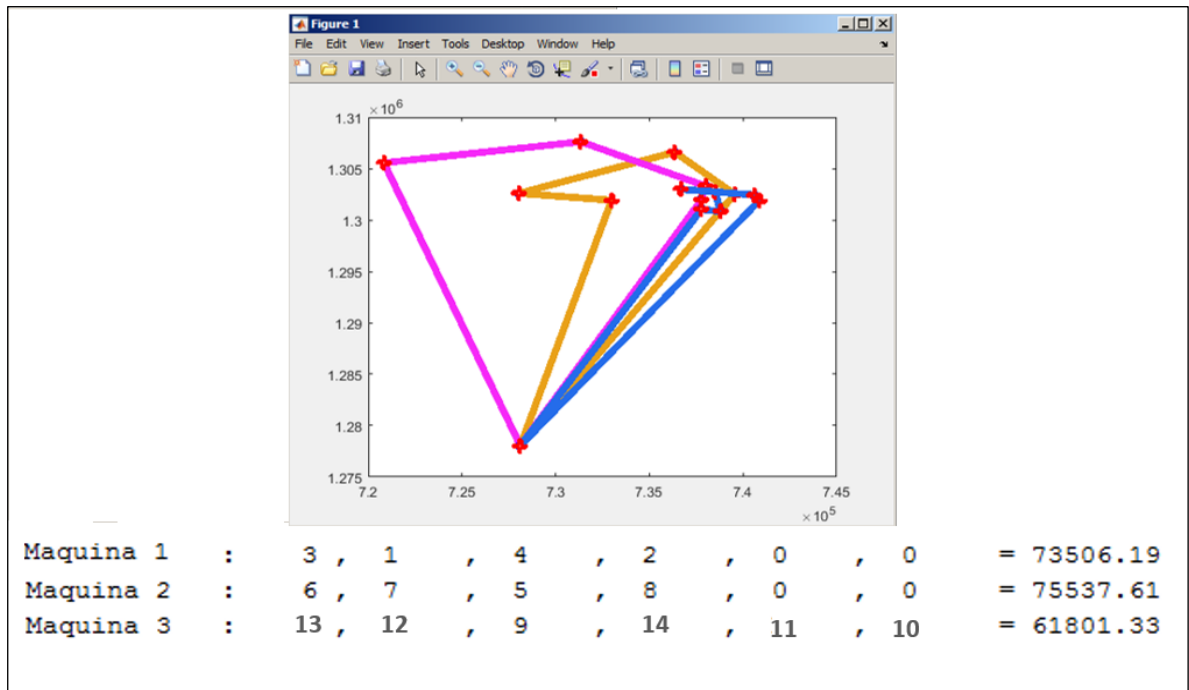 Figure 1
File Edit View Insert Tools Desktop Window Help
×10^6
1.31
1.305
1.3
1.295
1.29
1.285
1.28
1.275
7.2 7.25 7.3 7.35 7.4 7.45
×10^5
Maquina 1 : 3 , 1 , 4 , 2 , 0 , 0 = 73506.19
Maquina 2 : 6 , 7 , 5 , 8 , 0 , 0 = 75537.61
Maquina 3 : 13 , 12 , 9 , 14 , 11 , 10 = 61801.33